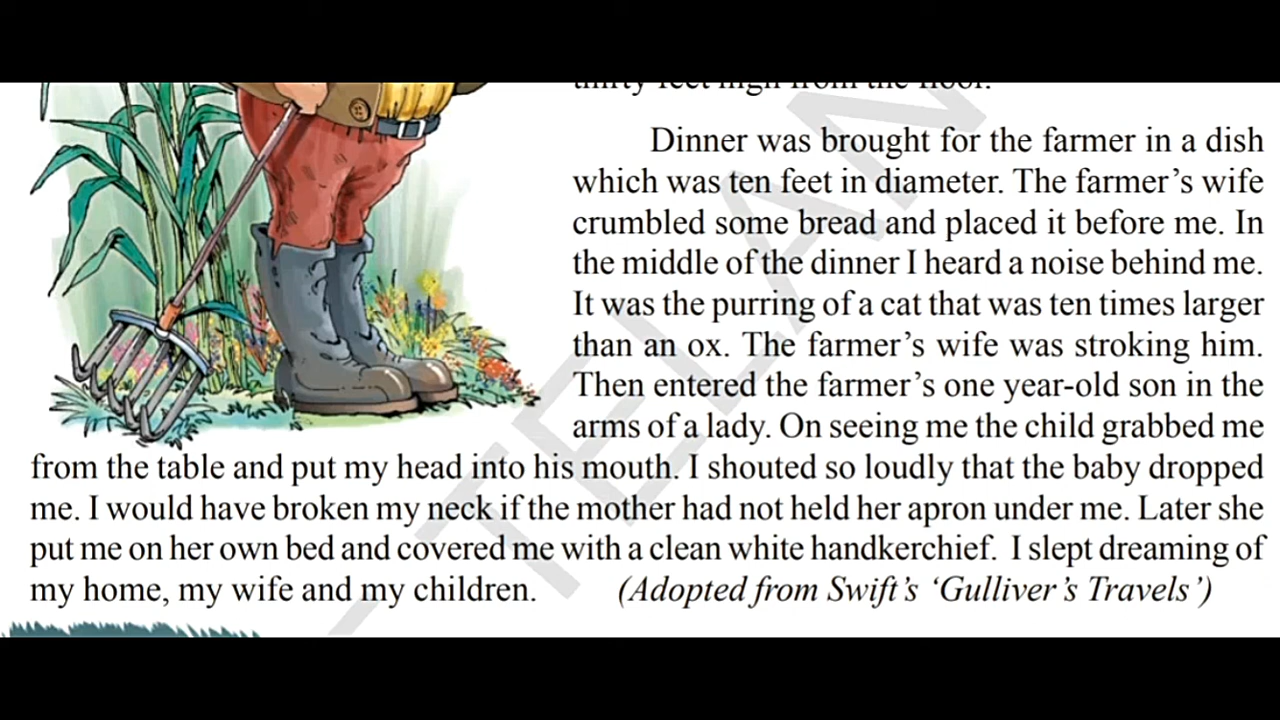 thirty feet high from the floor.
Dinner was brought for the farmer in a dish
which was ten feet in diameter. The farmer's wife
crumbled some bread and placed it before me. In
the middle of the dinner I heard a noise behind me.
It was the purring of a cat that was ten times larger
than an ox. The farmer's wife was stroking him.
Then entered the farmer's one year-old son in the
arms of a lady. On seeing me the child grabbed me
from the table and put my head into his mouth. I shouted so loudly that the baby dropped
me. I would have broken my neck if the mother had not held her apron under me. Later she
put me on her own bed and covered me with a clean white handkerchief. I slept dreaming of
my home, my wife and my children. (Adopted from Swift's 'Gulliver's Travels')
TELAN